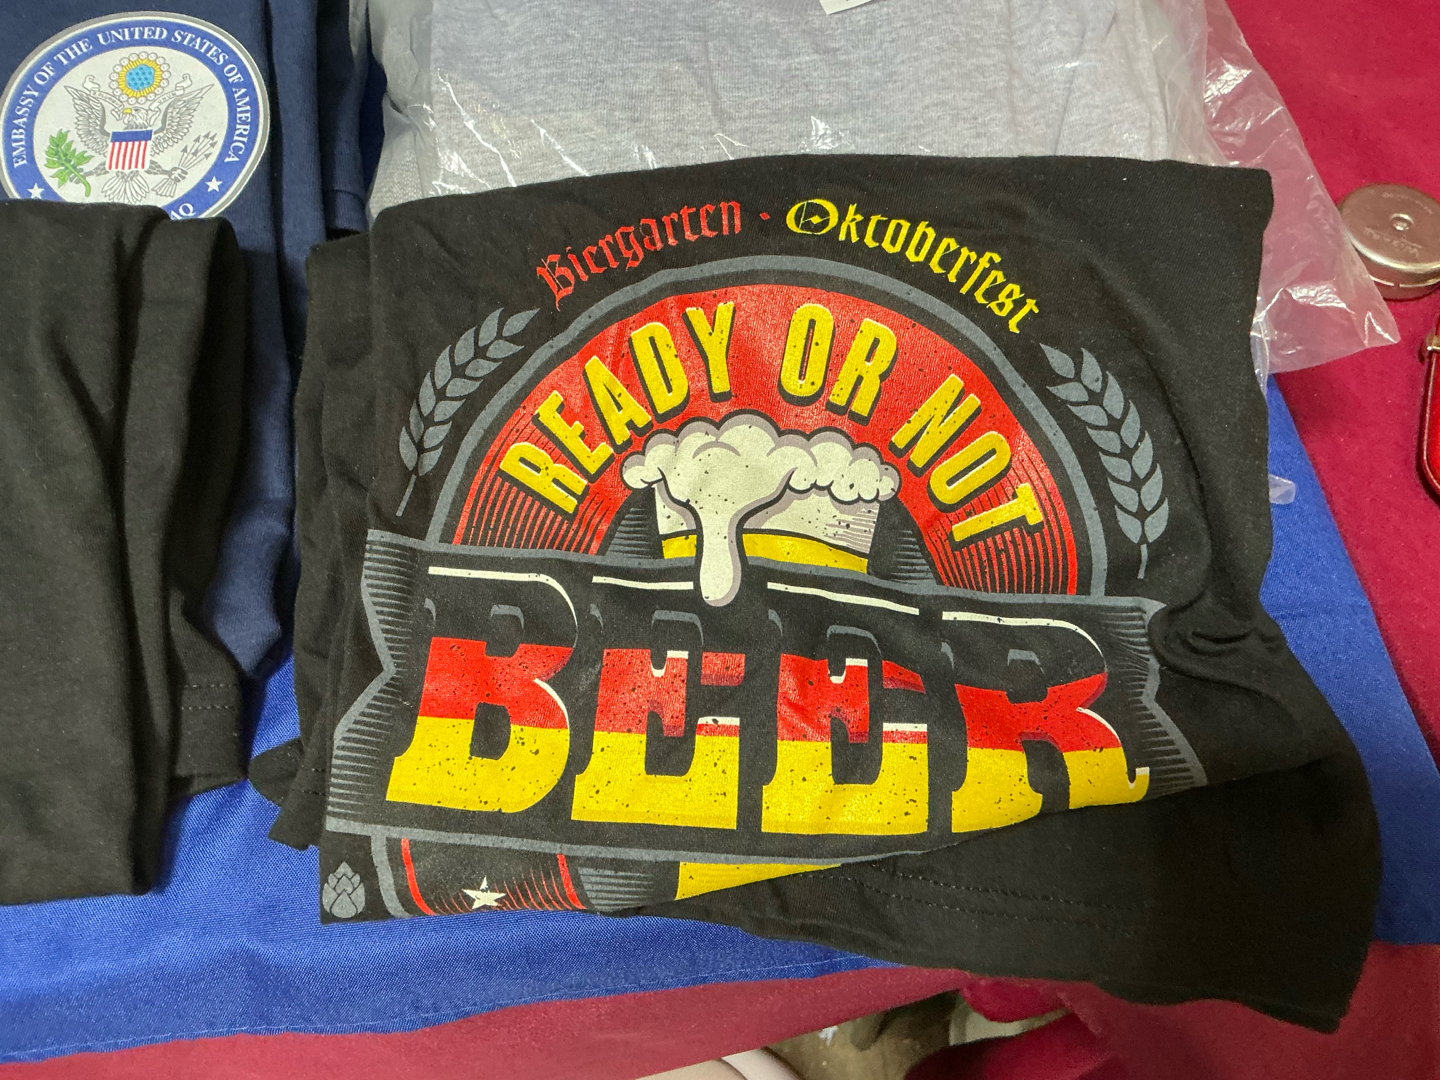 EMBASSY OF THE UNITED STATES OF AMERICA
Biergarten · Oktoberfest
READY OR NOT
BEER